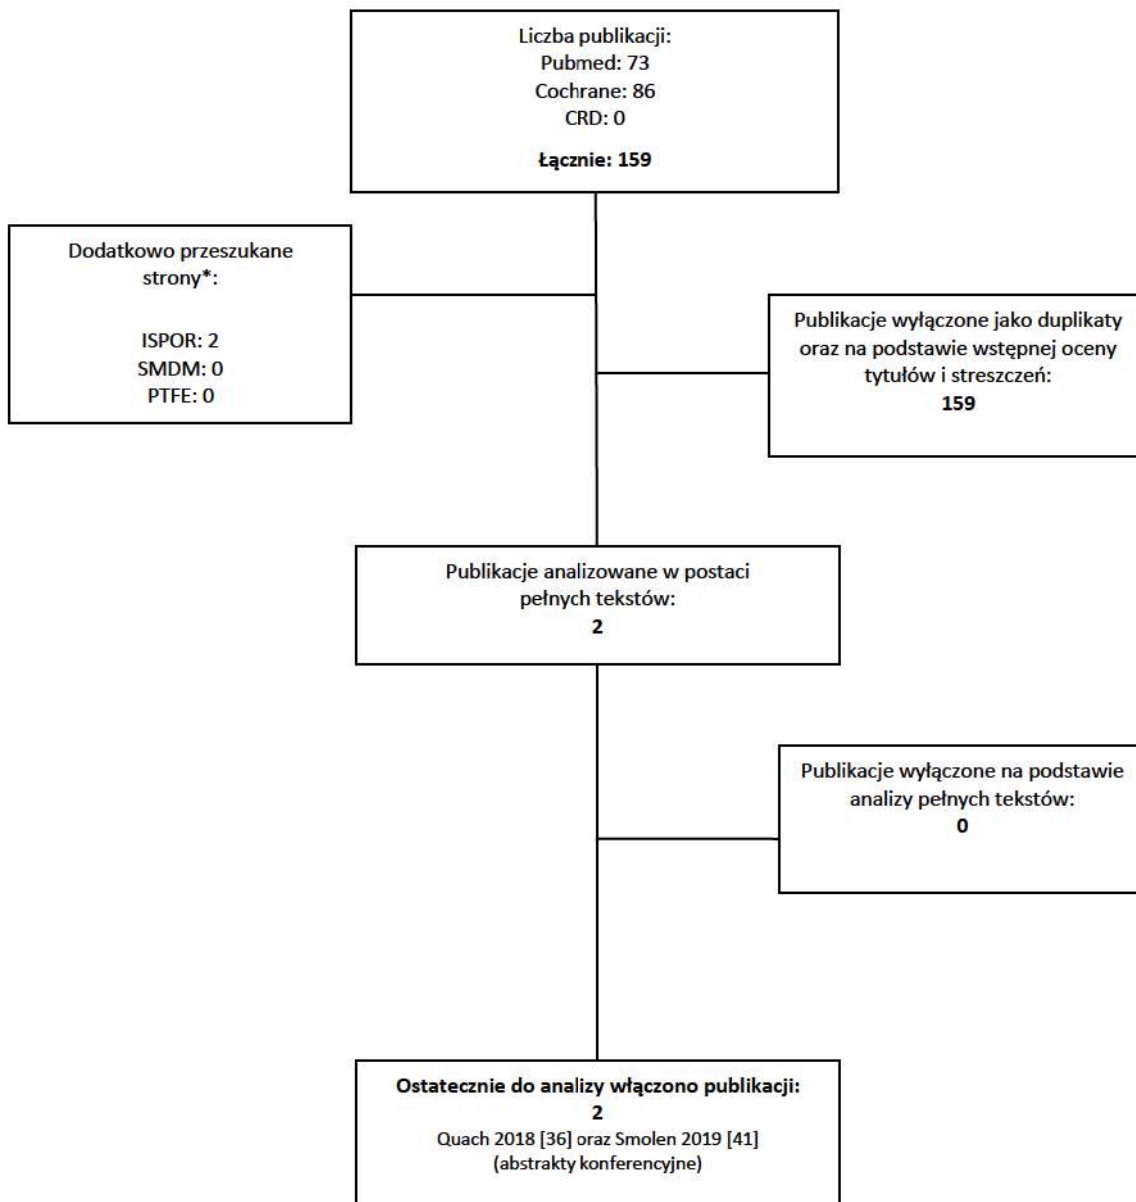 Liczba publikacji:
Pubmed: 73
Cochrane: 86
CRD: 0
Łącznie: 159
Dodatkowo przeszukane
strony*:
ISPOR: 2
SMDM: 0
PTFE: 0
Publikacje wyłączone jako duplikaty
oraz na podstawie wstępnej oceny
tytułów i streszczeń:
159
Publikacje analizowane w postaci
pełnych tekstów:
2
Publikacje wyłączone na podstawie
analizy pełnych tekstów:
0
Ostatecznie do analizy włączono publikacji:
2
Quach 2018 [36] oraz Smolen 2019 [41]
(abstrakty konferencyjne)